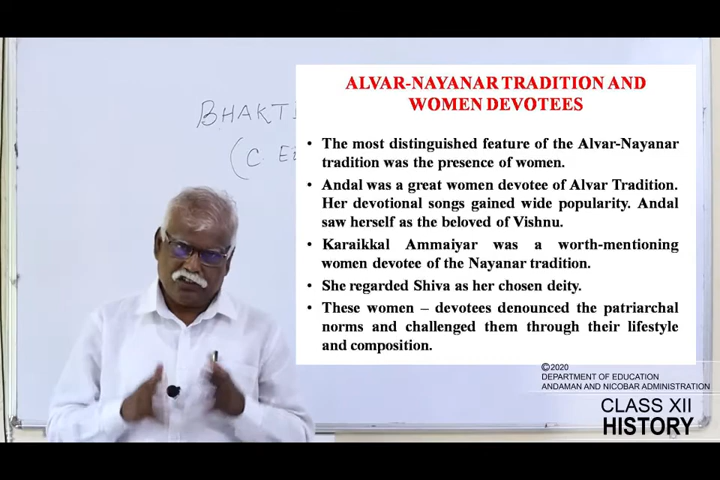 BHAKTI
(C.
ALVAR-NAYANAR TRADITION AND
WOMEN DEVOTEES
• The most distinguished feature of the Alvar-Nayanar
tradition was the presence of women.
• Andal was a great women devotee of Alvar Tradition.
Her devotional songs gained wide popularity. Andal
saw herself as the beloved of Vishnu.
• Karaikkal Ammaiyar was a worth-mentioning
women devotee of the Nayanar tradition.
• She regarded Shiva as her chosen deity.
• These women – devotees denounced the patriarchal
norms and challenged them through their lifestyle
and composition.
©2020
DEPARTMENT OF EDUCATION
ANDAMAN AND NICOBAR ADMINISTRATION
CLASS XII
HISTORY